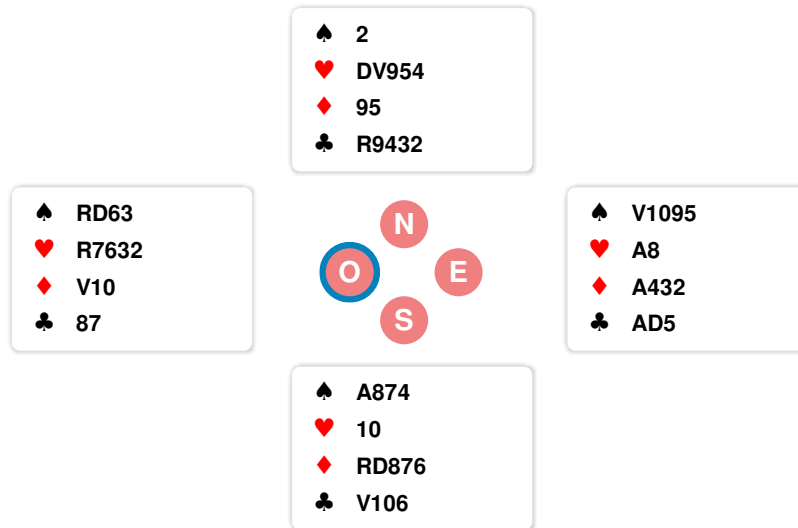 ♠ 2
♥ DV954
♦ 95
♣ R9432
♠ RD63
♥ R7632
♦ V10
♣ 87
N
O E
S
♠ V1095
♥ A8
♦ A432
♣ AD5
♠ A874
♥ 10
♦ RD876
♣ V106